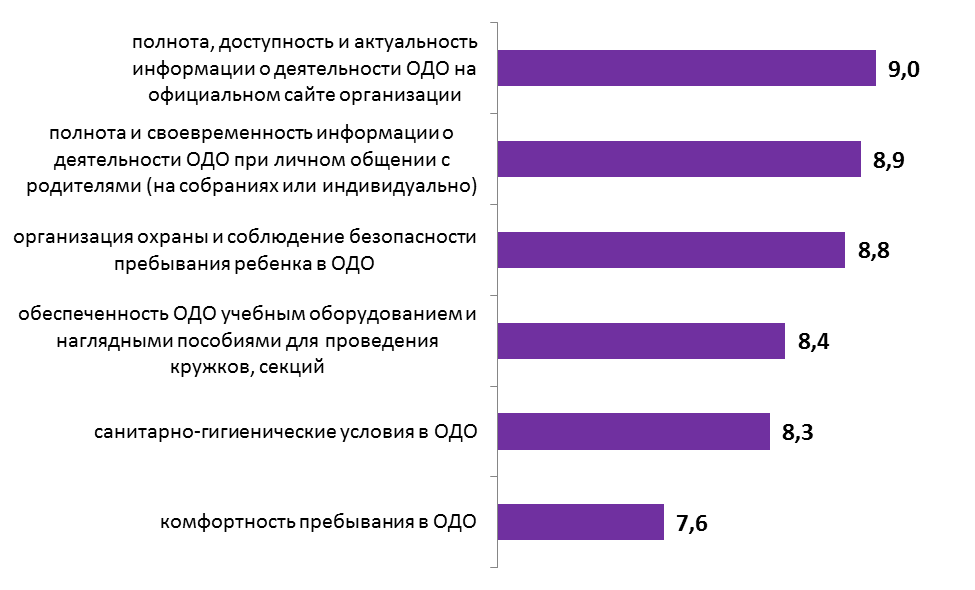 полнота, доступность и актуальность
информации о деятельности ОДО на
официальном сайте организации
9,0
полнота и своевременность информации о
деятельности ОДО при личном общении с
родителями (на собраниях или индивидуально)
8,9
организация охраны и соблюдение безопасности
пребывания ребенка в ОДО
8,8
обеспеченность ОДО учебным оборудованием и
наглядными пособиями для проведения
кружков, секций
8,4
санитарно-гигиенические условия в ОДО
8,3
комфортность пребывания в ОДО
7,6